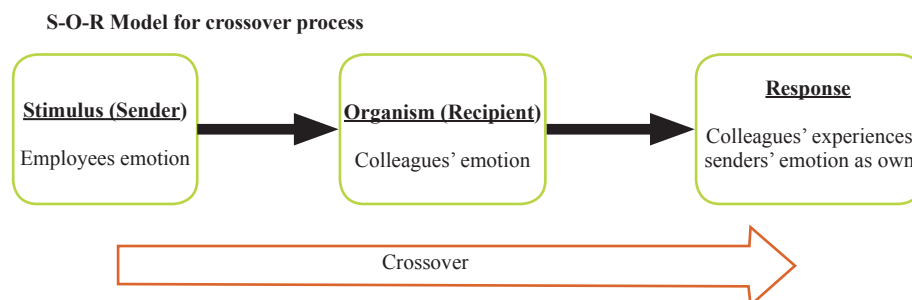 S-O-R Model for crossover process
Stimulus (Sender)
Employees emotion
Organism (Recipient)
Colleagues’ emotion
Response
Colleagues’ experiences
senders’ emotion as own
Crossover